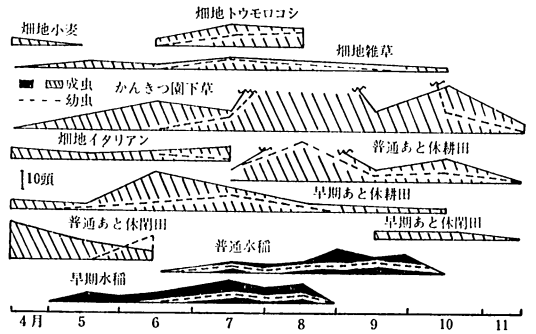 畑地トウモロコシ
畑地小麦
畑地雑草
成虫
幼虫
かんきつ園下草
畑地イタリアン
普通あと休耕田
10頭
早期あと休耕田
普通あと休閑田
早期あと休閑田
普通水稲
早期水稲
4月 5 6 7 8 9 10 11